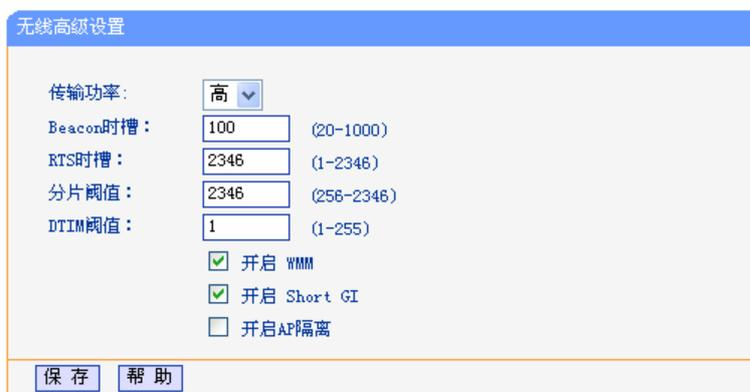 无线高级设置
传输功率: 高
Beacon时槽： 100 (20-1000)
RTS时槽： 2346 (1-2346)
分片阈值： 2346 (256-2346)
DTIM阈值： 1 (1-255)
开启 WMM
开启 Short GI
开启AP隔离
保 存 帮 助